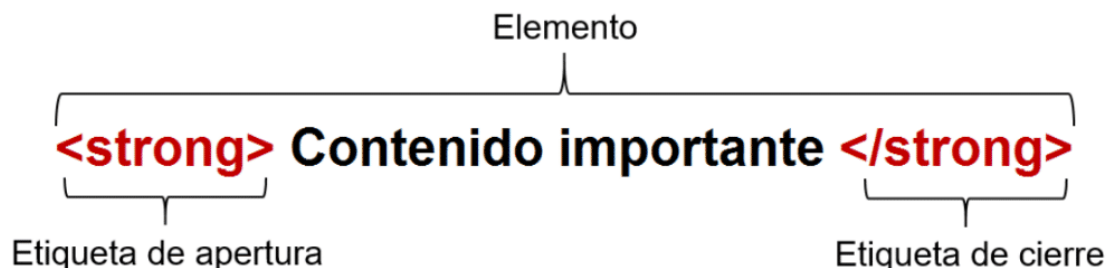 Elemento
<strong> Contenido importante </strong>
Etiqueta de apertura
Etiqueta de cierre